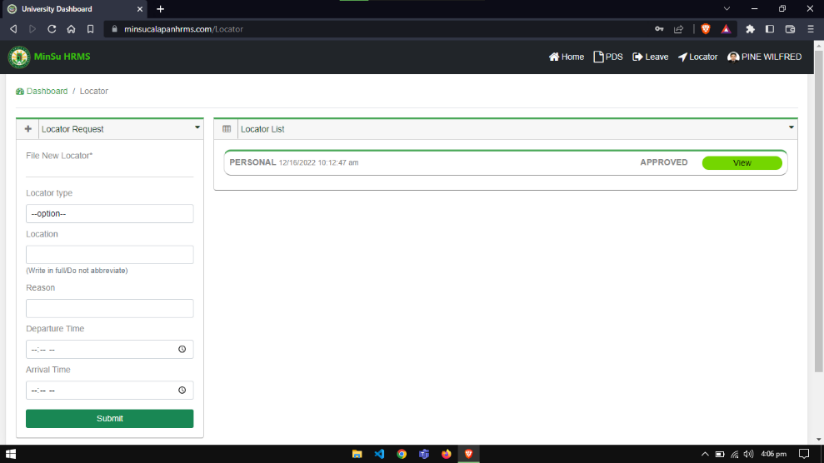 University Dashboard
minsucalapanhrms.com/Locator
MinSu HRMS
Home PDS Leave Locator PINE WILFRED
Dashboard / Locator
Locator Request
File New Locator*
Locator type
--option--
Location
(Write in full/Do not abbreviate)
Reason
Departure Time
--:-- --
Arrival Time
--:-- --
Submit
Locator List
PERSONAL 12/16/2022 10:12:47 am APPROVED View
4:06 pm